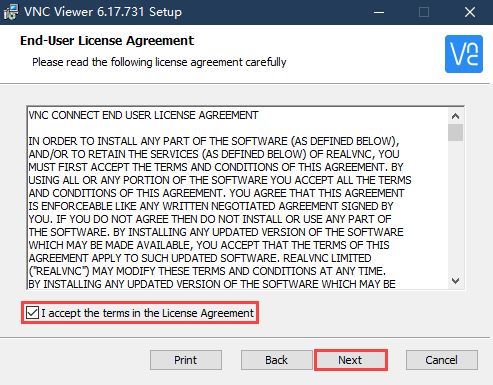 VNC Viewer 6.17.731 Setup
End-User License Agreement
Please read the following license agreement carefully
VNC CONNECT END USER LICENSE AGREEMENT
IN ORDER TO INSTALL ANY PART OF THE SOFTWARE (AS DEFINED BELOW),
AND/OR TO RETAIN THE SERVICES (AS DEFINED BELOW) OF REALVNC, YOU
MUST FIRST ACCEPT THE TERMS AND CONDITIONS OF THIS AGREEMENT. BY
USING ALL OR ANY PORTION OF THE SOFTWARE YOU ACCEPT ALL THE TERMS
AND CONDITIONS OF THIS AGREEMENT. YOU AGREE THAT THIS AGREEMENT
IS ENFORCEABLE LIKE ANY WRITTEN NEGOTIATED AGREEMENT SIGNED BY
YOU. IF YOU DO NOT AGREE THEN DO NOT INSTALL OR USE ANY PART OF
THE SOFTWARE. BY INSTALLING ANY UPDATED VERSION OF THE SOFTWARE
WHICH MAY BE MADE AVAILABLE, YOU ACCEPT THAT THE TERMS OF THIS
AGREEMENT APPLY TO SUCH UPDATED SOFTWARE. REALVNC LIMITED
("REALVNC") MAY MODIFY THESE TERMS AND CONDITIONS AT ANY TIME.
BY INSTALLING ANY UPDATED VERSION OF THE SOFTWARE WHICH MAY BE
I accept the terms in the License Agreement
Print
Back
Next
Cancel